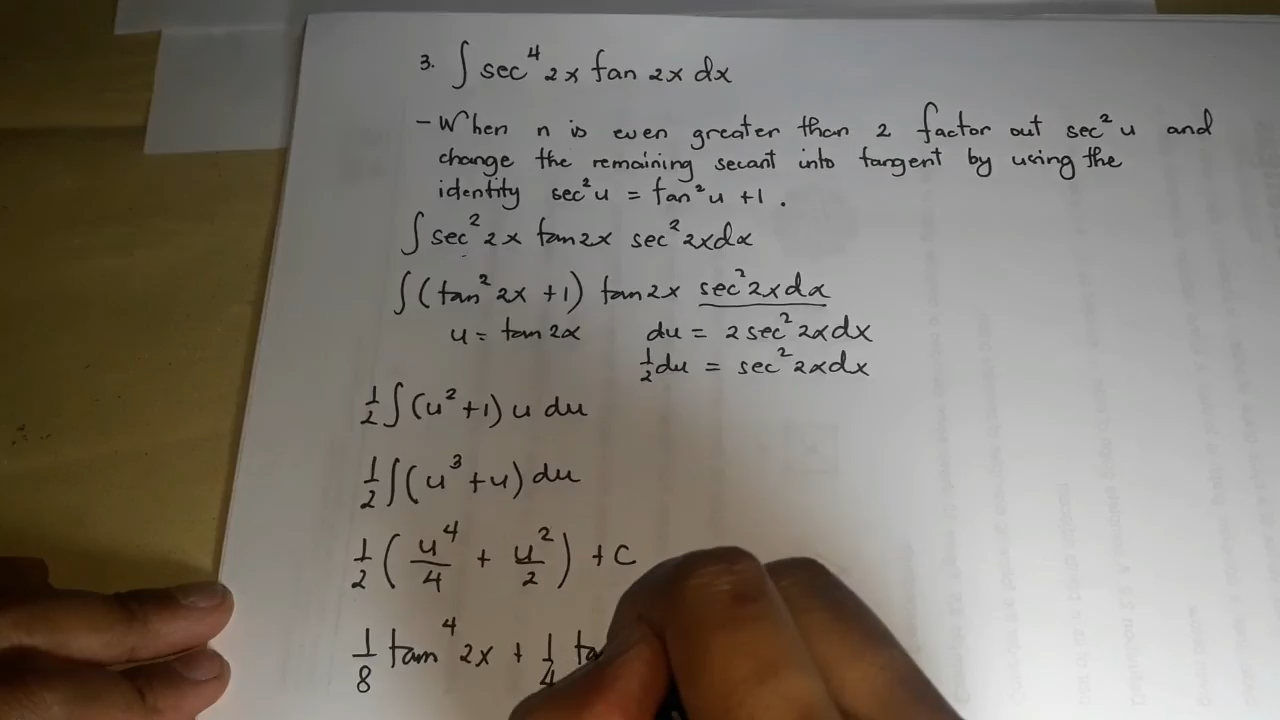 3. ∫ sec⁴ 2x tan 2x dx
- When n is even greater than 2 factor out sec² u and
change the remaining secant into tangent by using the
identity sec² u = tan² u + 1.
∫ sec² 2x tan 2x sec² 2x dx
∫ (tan² 2x + 1) tan 2x sec² 2x dx
u = tan 2x du = 2 sec² 2x dx
½ du = sec² 2x dx
½ ∫ (u² + 1) u du
½ ∫ (u³ + u) du
½ (u⁴/4 + u²/2) + C
1/8 tan⁴ 2x + 1/4 ta